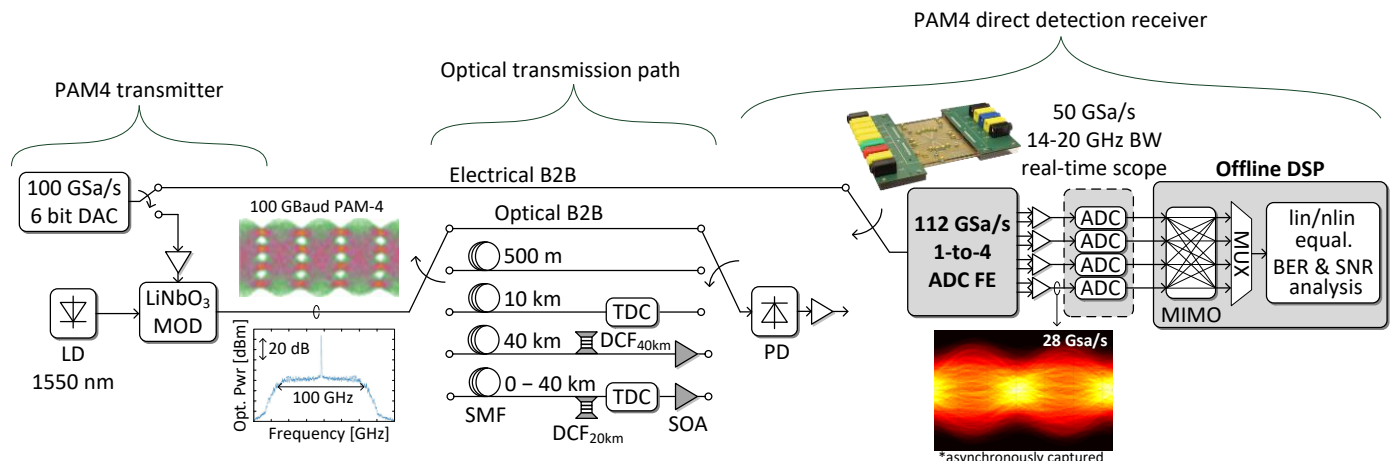 PAM4 direct detection receiver
Optical transmission path
PAM4 transmitter
50 GSa/s
14-20 GHz BW
real-time scope
Offline DSP
100 GSa/s
6 bit DAC
Electrical B2B
100 GBaud PAM-4
Optical B2B
500 m
10 km
TDC
40 km
DCF40km
0 – 40 km
TDC
SMF
DCF20km
SOA
LiNbO3
MOD
LD
1550 nm
Opt. Pwr [dBm]
20 dB
100 GHz
Frequency [GHz]
PD
112 GSa/s
1-to-4
ADC FE
ADC
ADC
ADC
ADC
MIMO
MUX
lin/nlin
equal.
BER & SNR
analysis
28 Gsa/s
*asynchronously captured